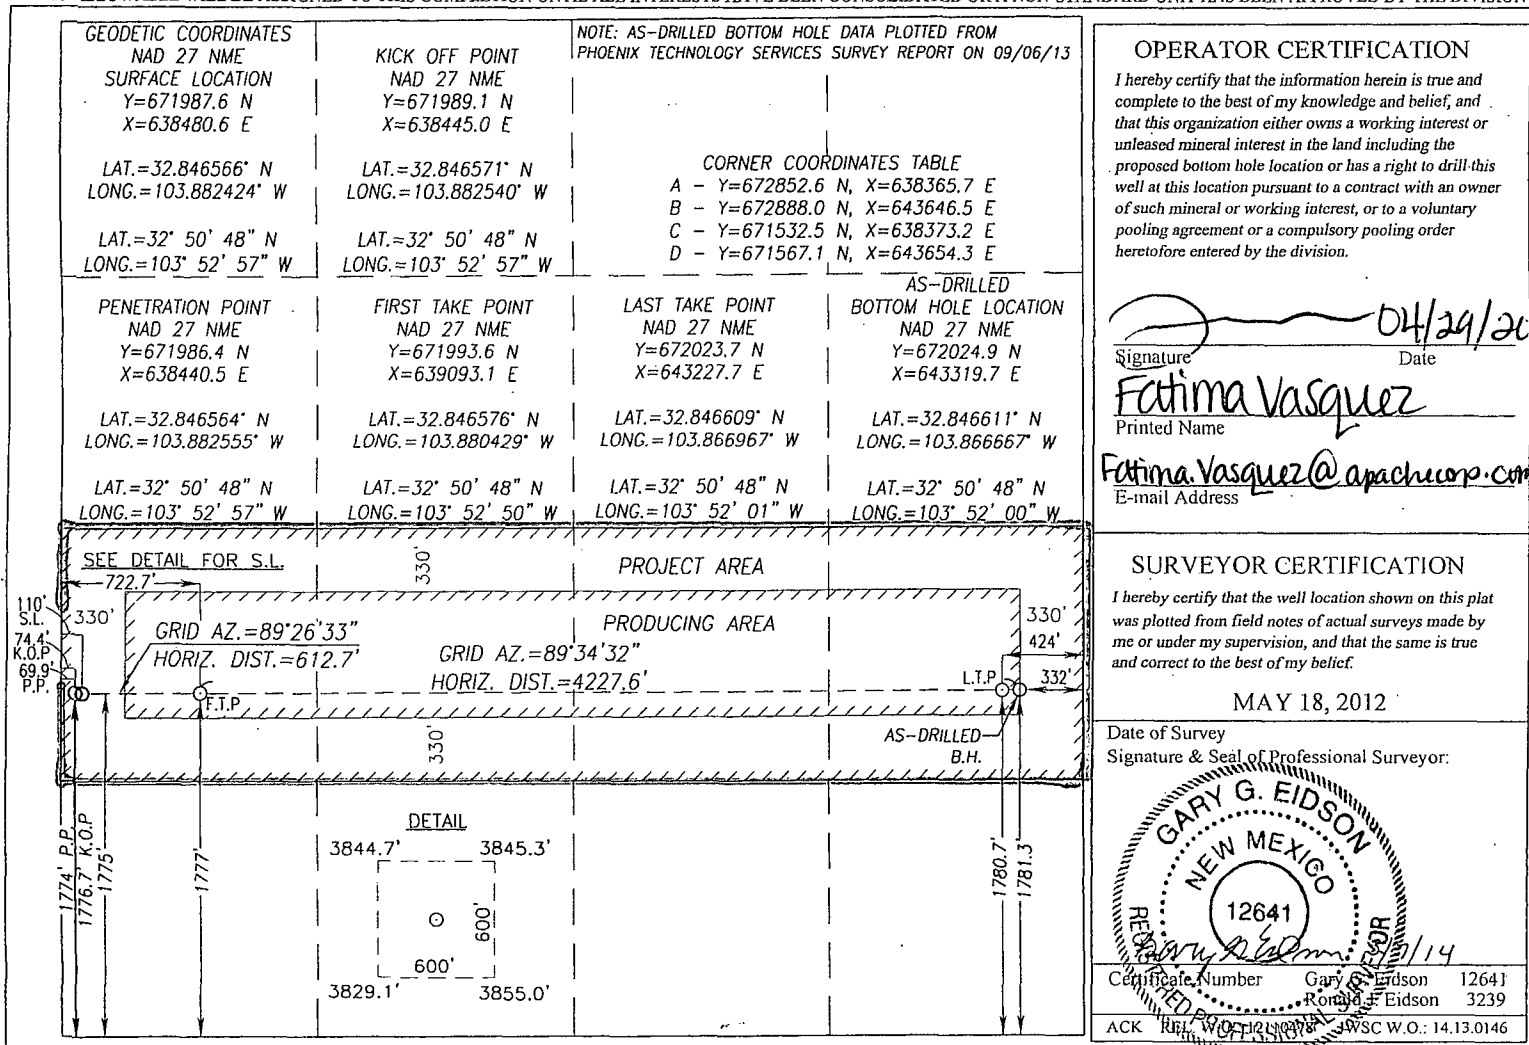 GEODETIC COORDINATES
NAD 27 NME
SURFACE LOCATION
Y=671987.6 N
X=638480.6 E
LAT.=32.846566° N
LONG.=103.882424° W
LAT.=32° 50' 48" N
LONG.=103° 52' 57" W
KICK OFF POINT
NAD 27 NME
Y=671989.1 N
X=638445.0 E
LAT.=32.846571° N
LONG.=103.882540° W
LAT.=32° 50' 48" N
LONG.=103° 52' 57" W
NOTE: AS-DRILLED BOTTOM HOLE DATA PLOTTED FROM
PHOENIX TECHNOLOGY SERVICES SURVEY REPORT ON 09/06/13
CORNER COORDINATES TABLE
A - Y=672852.6 N, X=638365.7 E
B - Y=672888.0 N, X=643646.5 E
C - Y=671532.5 N, X=638373.2 E
D - Y=671567.1 N, X=643654.3 E
PENETRATION POINT
NAD 27 NME
Y=671986.4 N
X=638440.5 E
LAT.=32.846564° N
LONG.=103.882555° W
LAT.=32° 50' 48" N
LONG.=103° 52' 57" W
FIRST TAKE POINT
NAD 27 NME
Y=671993.6 N
X=639093.1 E
LAT.=32.846576° N
LONG.=103.880429° W
LAT.=32° 50' 48" N
LONG.=103° 52' 50" W
LAST TAKE POINT
NAD 27 NME
Y=672023.7 N
X=643227.7 E
LAT.=32.846609° N
LONG.=103.866967° W
LAT.=32° 50' 48" N
LONG.=103° 52' 01" W
AS-DRILLED
BOTTOM HOLE LOCATION
NAD 27 NME
Y=672024.9 N
X=643319.7 E
LAT.=32.846611° N
LONG.=103.866667° W
LAT.=32° 50' 48" N
LONG.=103° 52' 00" W
SEE DETAIL FOR S.L.
722.7'
330'
PROJECT AREA
110'
S.L.
74.4'
K.O.P
69.9'
P.P.
330'
GRID AZ.=89°26'33"
HORIZ. DIST.=612.7'
PRODUCING AREA
GRID AZ.=89°34'32"
HORIZ. DIST.=4227.6'
330'
424'
332'
F.T.P
L.T.P
AS-DRILLED
B.H.
330'
1774' P.P.
1776.7' K.O.P
1775'
1777'
1780.7'
1781.3'
DETAIL
3844.7' 3845.3'
600'
600'
3829.1' 3855.0'
OPERATOR CERTIFICATION
I hereby certify that the information herein is true and
complete to the best of my knowledge and belief, and
that this organization either owns a working interest or
unleased mineral interest in the land including the
proposed bottom hole location or has a right to drill this
well at this location pursuant to a contract with an owner
of such mineral or working interest, or to a voluntary
pooling agreement or a compulsory pooling order
heretofore entered by the division.
04/29/20
Signature Date
Fatima Vasquez
Printed Name
Fatima.Vasquez@apachecorp.com
E-mail Address
SURVEYOR CERTIFICATION
I hereby certify that the well location shown on this plat
was plotted from field notes of actual surveys made by
me or under my supervision, and that the same is true
and correct to the best of my belief.
MAY 18, 2012
Date of Survey
Signature & Seal of Professional Surveyor:
GARY G. EIDSON
NEW MEXICO
12641
REGISTERED PROFESSIONAL SURVEYOR
Certificate Number Gary G. Eidson 12641
Ronald J. Eidson 3239
ACK REL. W.O.: JWSC W.O.: 14.13.0146